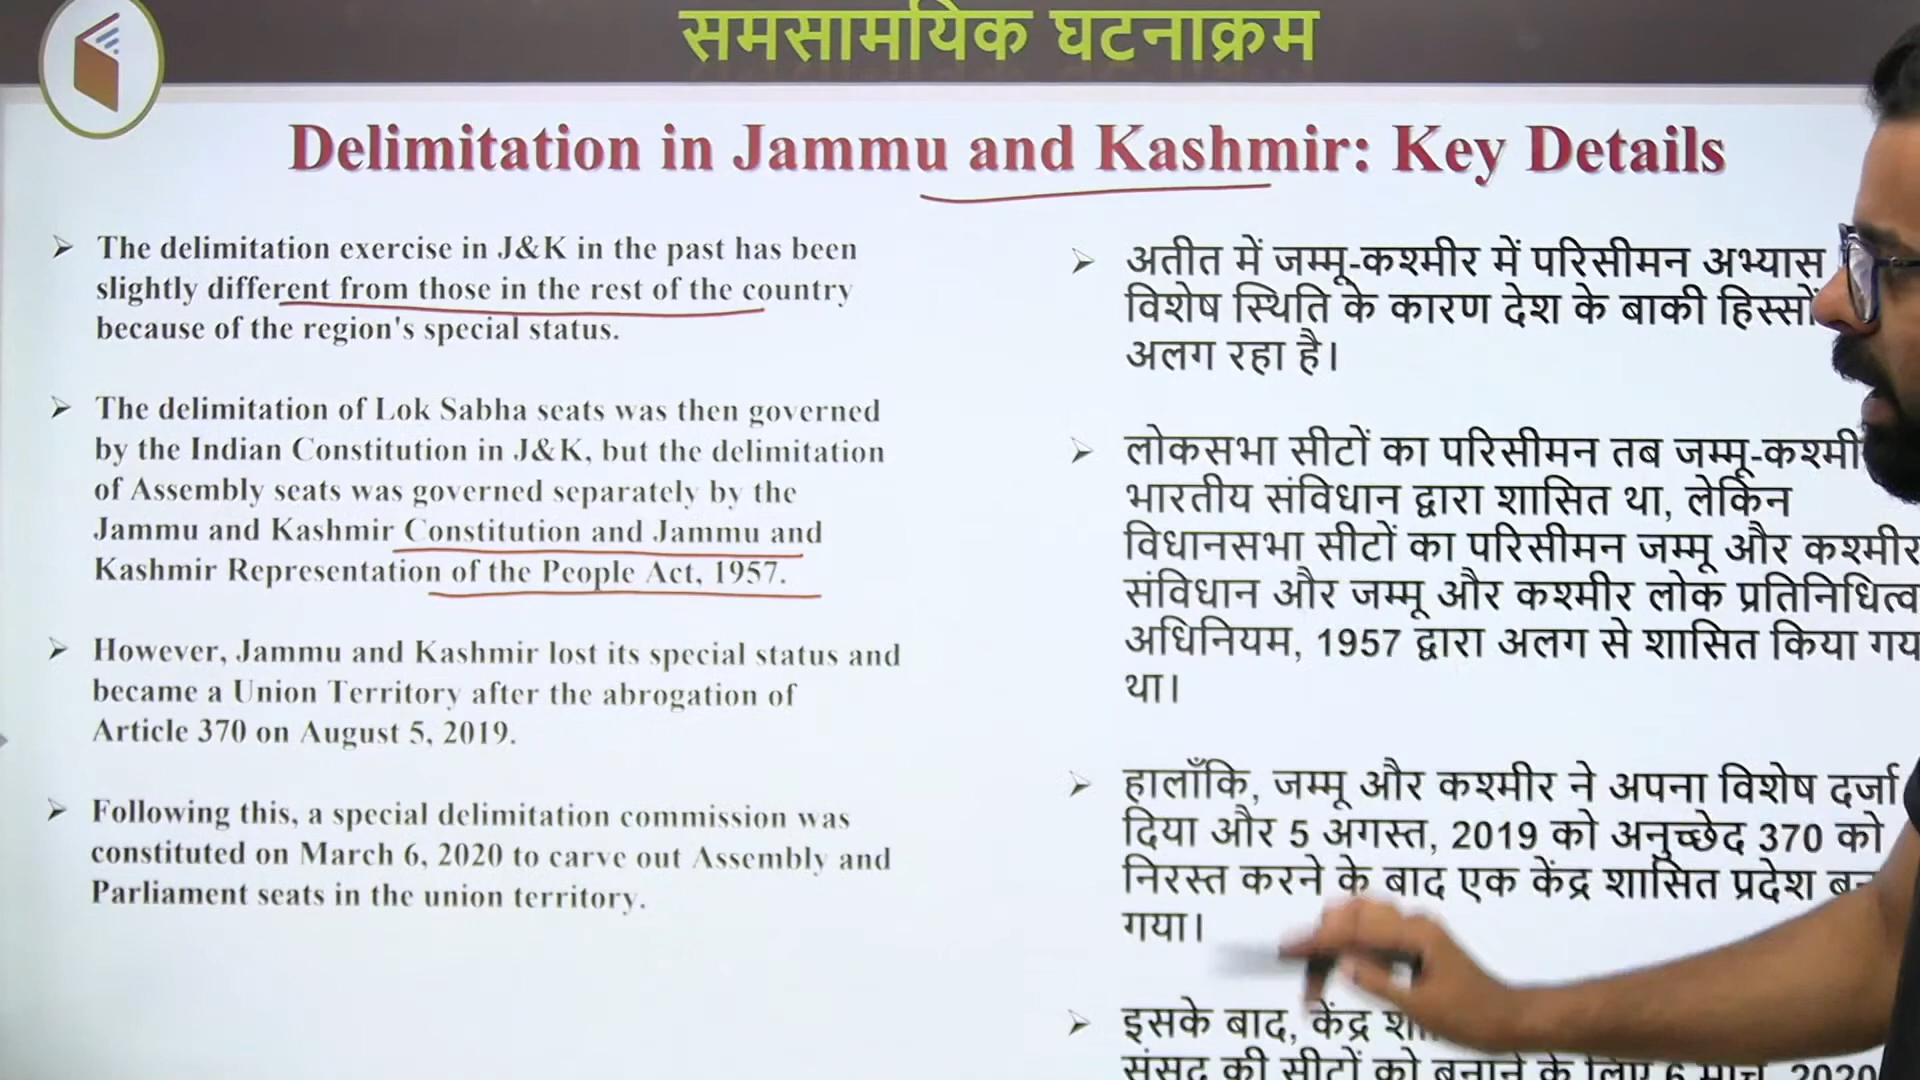 समसामयिक घटनाक्रम
Delimitation in Jammu and Kashmir: Key Details
The delimitation exercise in J&K in the past has been
slightly different from those in the rest of the country
because of the region's special status.
The delimitation of Lok Sabha seats was then governed
by the Indian Constitution in J&K, but the delimitation
of Assembly seats was governed separately by the
Jammu and Kashmir Constitution and Jammu and
Kashmir Representation of the People Act, 1957.
However, Jammu and Kashmir lost its special status and
became a Union Territory after the abrogation of
Article 370 on August 5, 2019.
Following this, a special delimitation commission was
constituted on March 6, 2020 to carve out Assembly and
Parliament seats in the union territory.
अतीत में जम्मू-कश्मीर में परिसीमन अभ्यास
विशेष स्थिति के कारण देश के बाकी हिस्सों
अलग रहा है।
लोकसभा सीटों का परिसीमन तब
भारतीय संविधान द्वारा शासित था, लेकिन
विधानसभा सीटों का परिसीमन जम्मू और कश्मीर
संविधान और जम्मू और कश्मीर लोक प्रतिनिधित्व
अधिनियम, 1957 द्वारा अलग से शासित किया
था।
हालाँकि, जम्मू और कश्मीर ने अपना विशेष दर्जा
दिया और 5 अगस्त, 2019 को अनुच्छेद 370 को
निरस्त करने के बाद एक केंद्र शासित प्रदेश
गया।
इसके बाद, केंद्र
संसद की सीटों को बनाने के लिए 6 मार्च, 2020